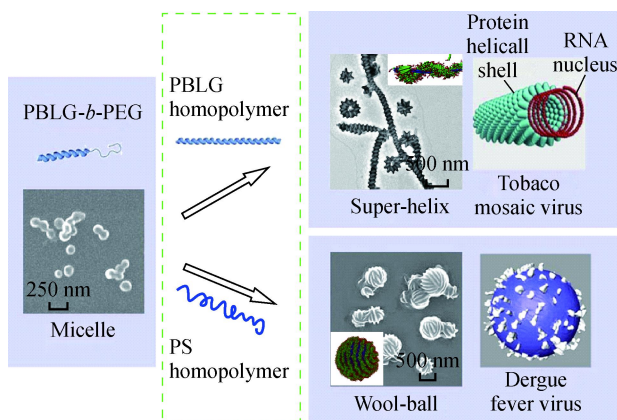 PBLG-b-PEG
250 nm
Micelle
PBLG
homopolymer
PS
homopolymer
500 nm
Super-helix
Protein
helicall
shell
RNA
nucleus
Tobaco
mosaic virus
500 nm
Wool-ball
Dergue
fever virus